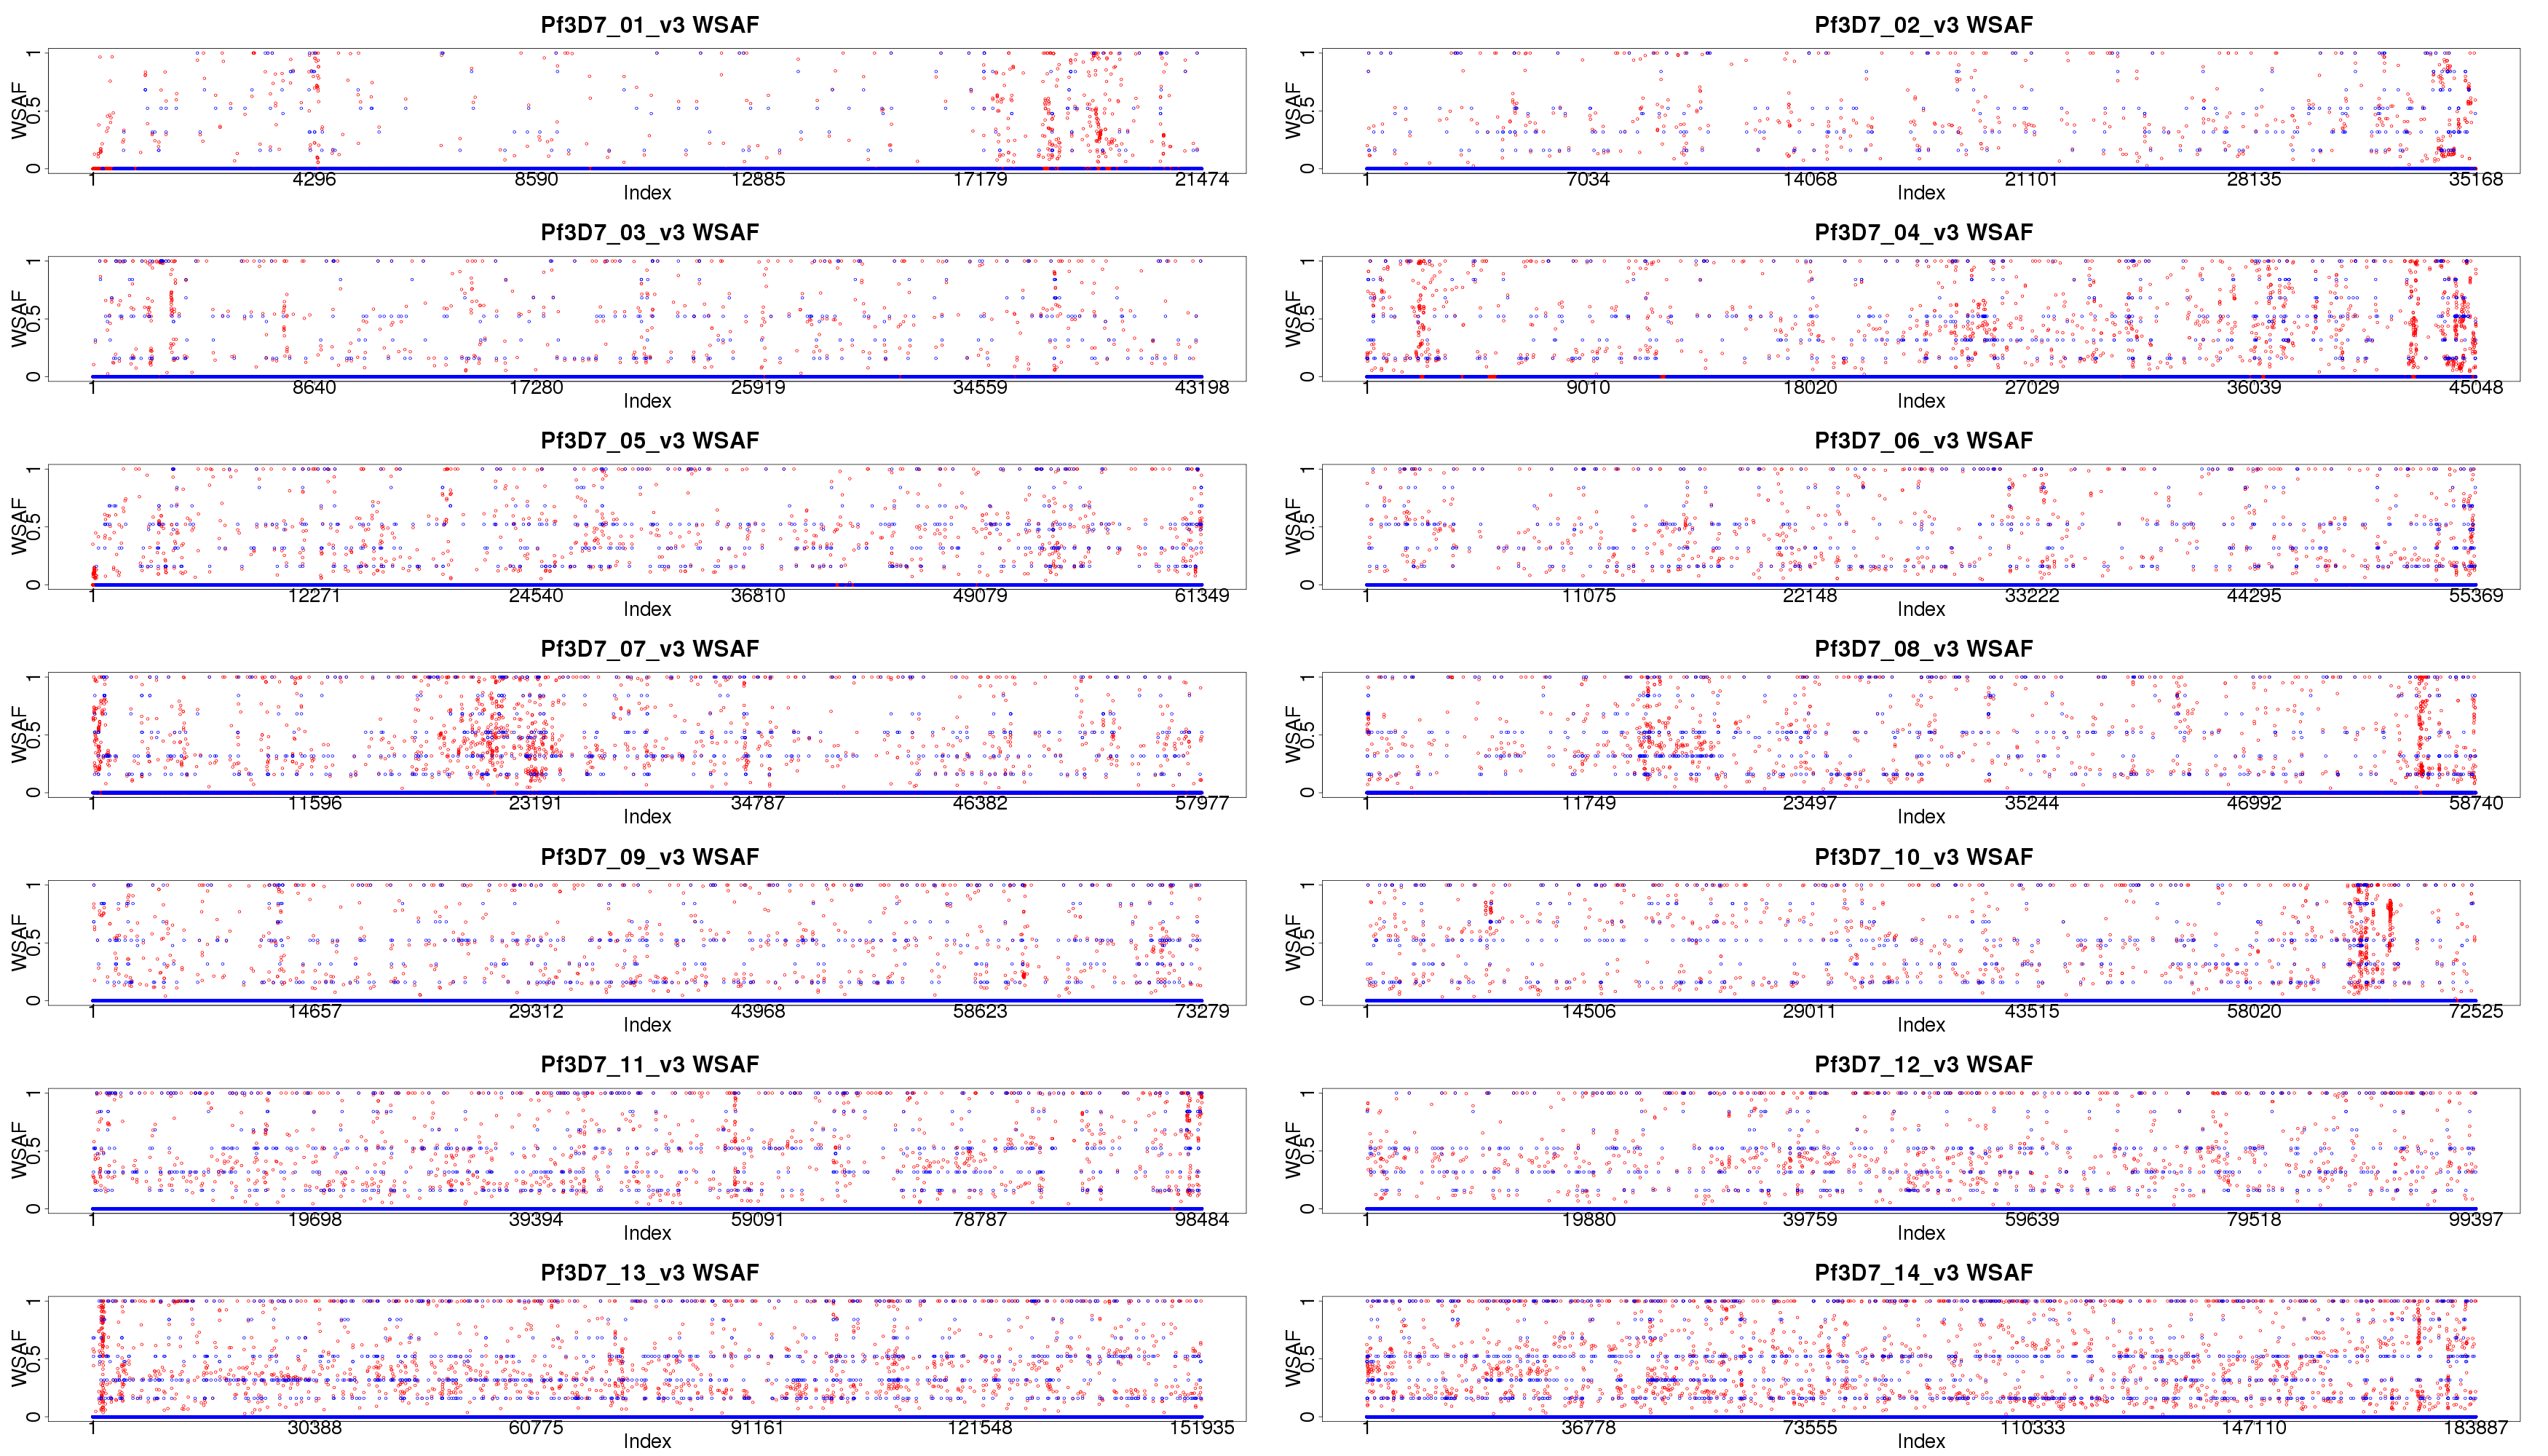 Pf3D7_01_v3 WSAF
WSAF
0 0.5 1
1 4296 8590 12885 17179 21474
Index
Pf3D7_02_v3 WSAF
WSAF
0 0.5 1
1 7034 14068 21101 28135 35168
Index
Pf3D7_03_v3 WSAF
WSAF
0 0.5 1
1 8640 17280 25919 34559 43198
Index
Pf3D7_04_v3 WSAF
WSAF
0 0.5 1
1 9010 18020 27029 36039 45048
Index
Pf3D7_05_v3 WSAF
WSAF
0 0.5 1
1 12271 24540 36810 49079 61349
Index
Pf3D7_06_v3 WSAF
WSAF
0 0.5 1
1 11075 22148 33222 44295 55369
Index
Pf3D7_07_v3 WSAF
WSAF
0 0.5 1
1 11596 23191 34787 46382 57977
Index
Pf3D7_08_v3 WSAF
WSAF
0 0.5 1
1 11749 23497 35244 46992 58740
Index
Pf3D7_09_v3 WSAF
WSAF
0 0.5 1
1 14657 29312 43968 58623 73279
Index
Pf3D7_10_v3 WSAF
WSAF
0 0.5 1
1 14506 29011 43515 58020 72525
Index
Pf3D7_11_v3 WSAF
WSAF
0 0.5 1
1 19698 39394 59091 78787 98484
Index
Pf3D7_12_v3 WSAF
WSAF
0 0.5 1
1 19880 39759 59639 79518 99397
Index
Pf3D7_13_v3 WSAF
WSAF
0 0.5 1
1 30388 60775 91161 121548 151935
Index
Pf3D7_14_v3 WSAF
WSAF
0 0.5 1
1 36778 73555 110333 147110 183887
Index